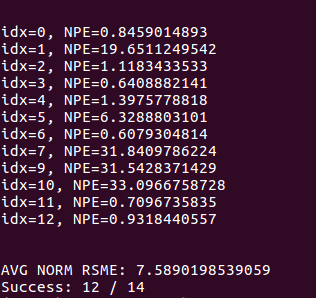 idx=0, NPE=0.8459014893
idx=1, NPE=19.6511249542
idx=2, NPE=1.1183433533
idx=3, NPE=0.6408882141
idx=4, NPE=1.3975778818
idx=5, NPE=6.3288803101
idx=6, NPE=0.6079304814
idx=7, NPE=31.8409786224
idx=9, NPE=31.5428371429
idx=10, NPE=33.0966758728
idx=11, NPE=0.7096735835
idx=12, NPE=0.9318440557
AVG NORM RSME: 7.5890198539059
Success: 12 / 14